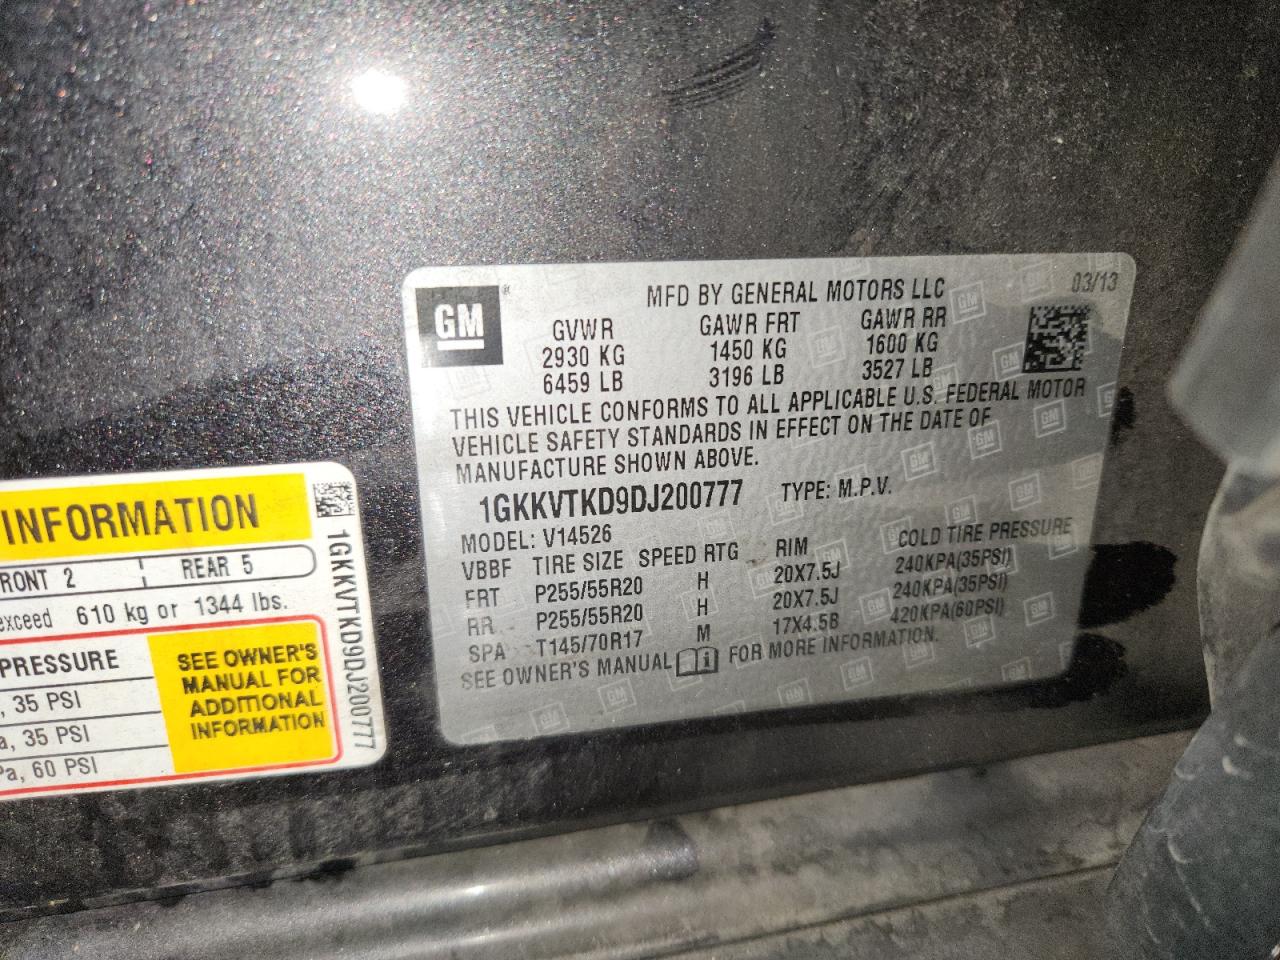 GM
MFD BY GENERAL MOTORS LLC
03/13
GVWR GAWR FRT GAWR RR
2930 KG 1450 KG 1600 KG
6459 LB 3196 LB 3527 LB
THIS VEHICLE CONFORMS TO ALL APPLICABLE U.S. FEDERAL MOTOR
VEHICLE SAFETY STANDARDS IN EFFECT ON THE DATE OF
MANUFACTURE SHOWN ABOVE.
1GKKVTKD9DJ200777 TYPE: M.P.V.
MODEL: V14526
VBBF TIRE SIZE SPEED RTG RIM COLD TIRE PRESSURE
FRT P255/55R20 H 20X7.5J 240KPA(35PSI)
RR P255/55R20 H 20X7.5J 240KPA(35PSI)
SPA T145/70R17 M 17X4.5B 420KPA(60PSI)
SEE OWNER'S MANUAL FOR MORE INFORMATION.
INFORMATION
FRONT 2 REAR 5
exceed 610 kg or 1344 lbs.
PRESSURE
, 35 PSI
a, 35 PSI
Pa, 60 PSI
SEE OWNER'S
MANUAL FOR
ADDITIONAL
INFORMATION
1GKKVTKD9DJ200777